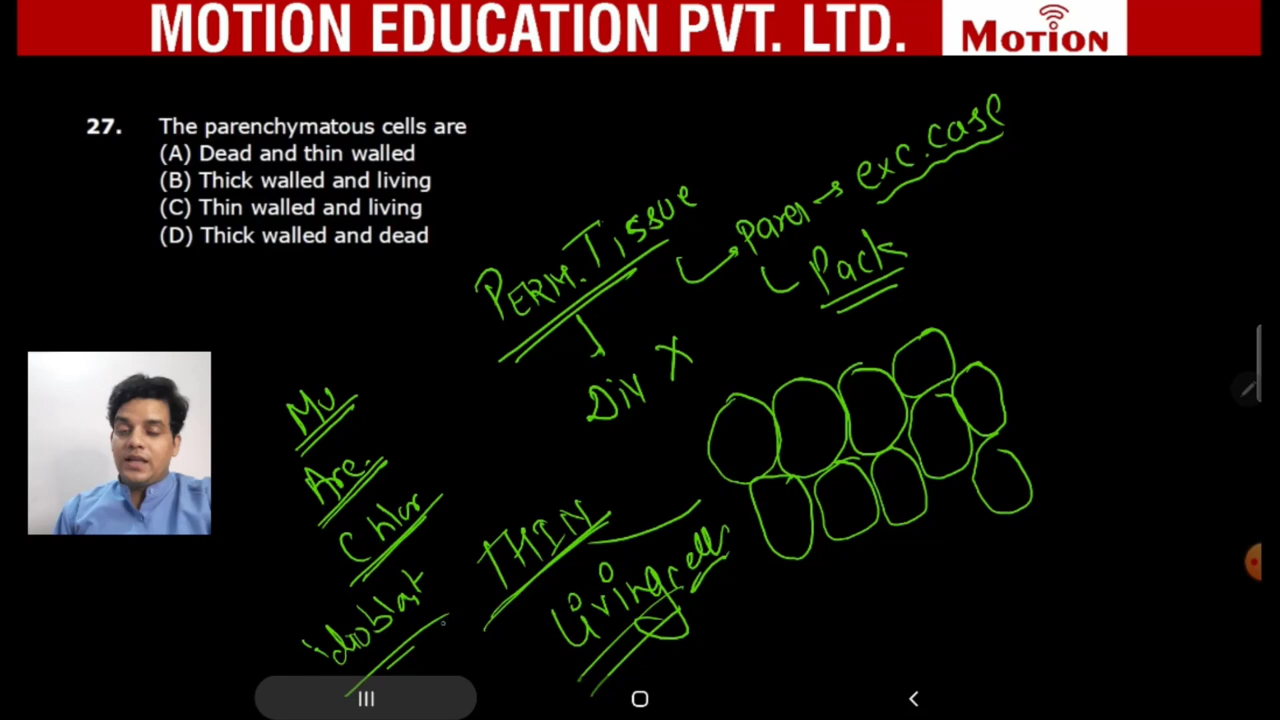 MOTION EDUCATION PVT. LTD.
MOTION
27. The parenchymatous cells are
(A) Dead and thin walled
(B) Thick walled and living
(C) Thin walled and living
(D) Thick walled and dead
PERM. TISSUE
Paren → exc. case
Pack
Div X
Mu
Are.
Chlor
idioblast
THIN
Living cell